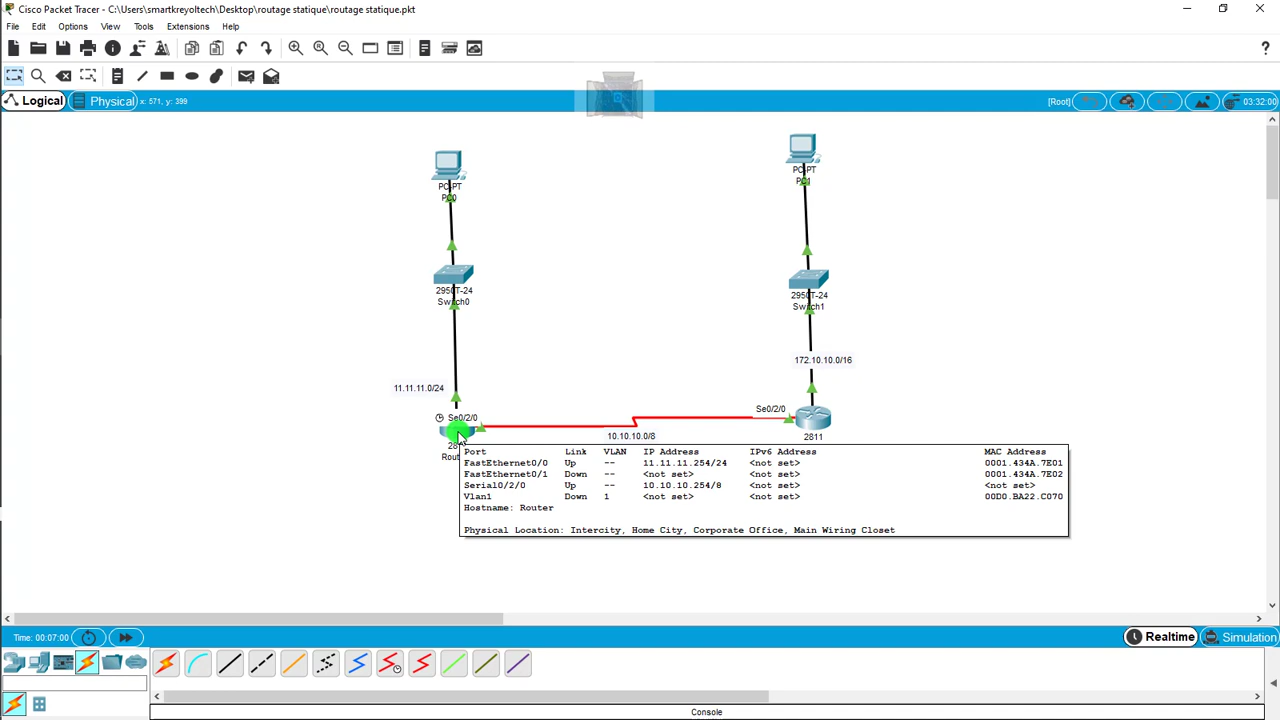 Cisco Packet Tracer - C:\Users\smartkreyoltech\Desktop\routage statique\routage statique.pkt
File Edit Options View Tools Extensions Help
Logical Physical x: 571, y: 399 [Root] 03:32:00
PC-PT
PC0
PC-PT
PC1
2950T-24
Switch0
2950T-24
Switch1
172.10.10.0/16
11.11.11.0/24
Se0/2/0
Se0/2/0
10.10.10.0/8
2811
Port Link VLAN IP Address IPv6 Address MAC Address
FastEthernet0/0 Up -- 11.11.11.254/24 <not set> 0001.434A.7E01
FastEthernet0/1 Down -- <not set> <not set> 0001.434A.7E02
Serial0/2/0 Up -- 10.10.10.254/8 <not set> <not set>
Vlan1 Down 1 <not set> <not set> 00D0.BA22.C070
Hostname: Router
Physical Location: Intercity, Home City, Corporate Office, Main Wiring Closet
Time: 00:07:00 Realtime Simulation
Console